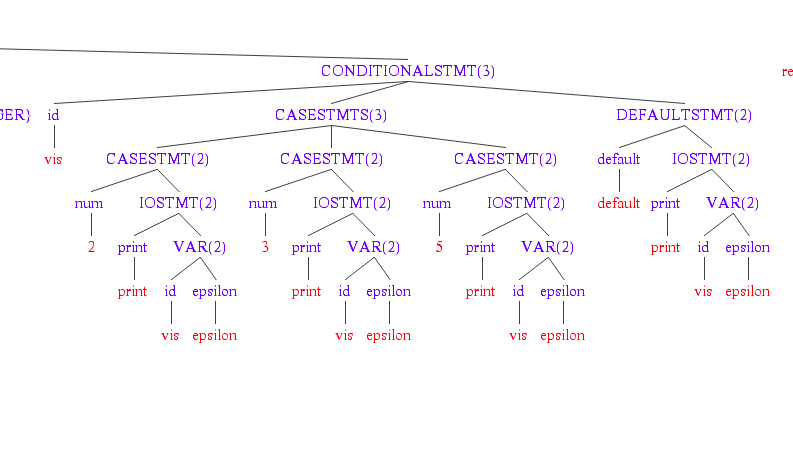 CONDITIONALSTMT(3) re
GER) id CASESTMTS(3) DEFAULTSTMT(2)
vis CASESTMT(2) CASESTMT(2) CASESTMT(2) default IOSTMT(2)
num IOSTMT(2) num IOSTMT(2) num IOSTMT(2) default print VAR(2)
2 print VAR(2) 3 print VAR(2) 5 print VAR(2) print id epsilon
print id epsilon print id epsilon print id epsilon vis epsilon
vis epsilon vis epsilon vis epsilon